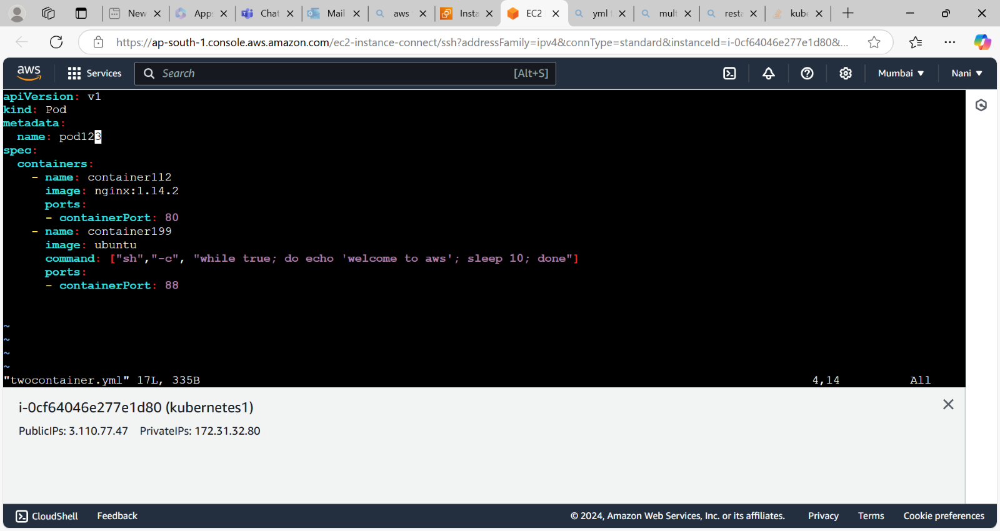 New
Apps
Chat
Mail
aws
Insta
EC2
yml
mult
resta
kube
https://ap-south-1.console.aws.amazon.com/ec2-instance-connect/ssh?addressFamily=ipv4&connType=standard&instanceId=i-0cf64046e277e1d80&...
aws
Services
Search
[Alt+S]
Mumbai ▼
Nani ▼
apiVersion: v1
kind: Pod
metadata:
  name: pod123
spec:
  containers:
    - name: container112
      image: nginx:1.14.2
      ports:
      - containerPort: 80
    - name: container199
      image: ubuntu
      command: ["sh","-c", "while true; do echo 'welcome to aws'; sleep 10; done"]
      ports:
      - containerPort: 88
~
~
~
~
"twocontainer.yml" 17L, 335B 4,14 All
i-0cf64046e277e1d80 (kubernetes1)
PublicIPs: 3.110.77.47 PrivateIPs: 172.31.32.80
CloudShell Feedback © 2024, Amazon Web Services, Inc. or its affiliates. Privacy Terms Cookie preferences